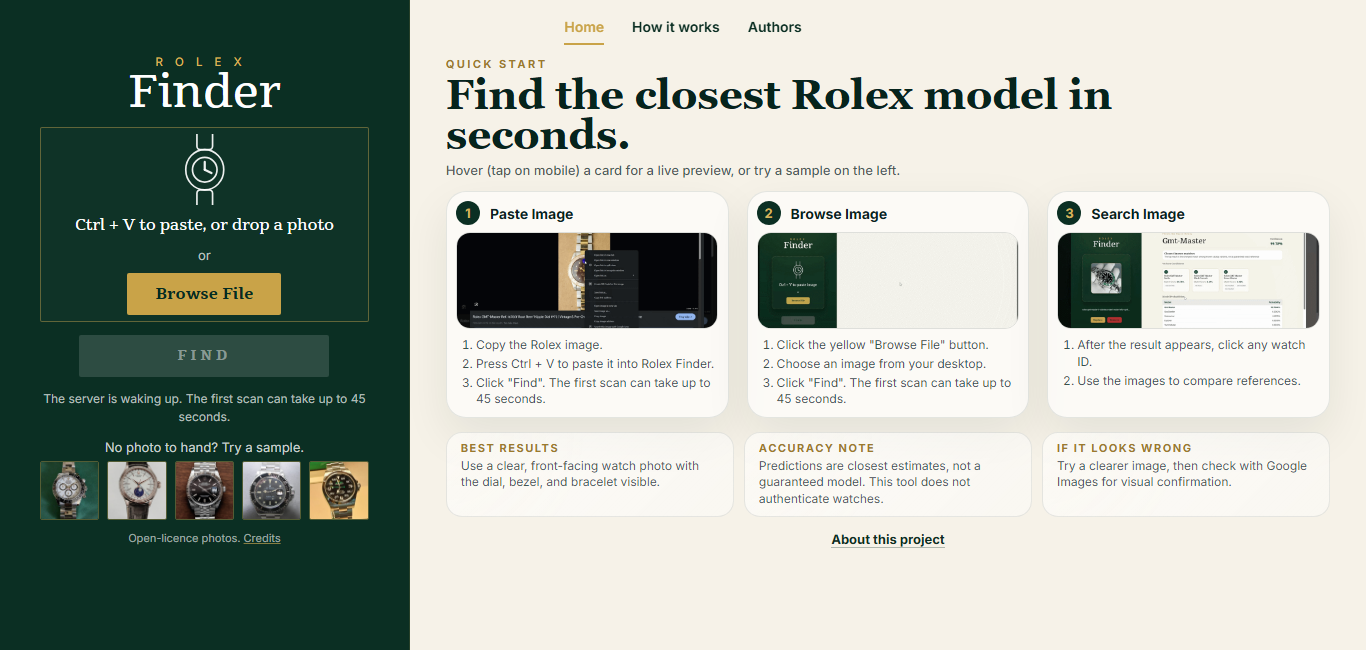 ROLEX
Finder
Ctrl + V to paste, or drop a photo
or
Browse File
FIND
The server is waking up. The first scan can take up to 45
seconds.
No photo to hand? Try a sample.
Open-licence photos. Credits
Home
How it works
Authors
QUICK START
Find the closest Rolex model in
seconds.
Hover (tap on mobile) a card for a live preview, or try a sample on the left.
1 Paste Image
1. Copy the Rolex image.
2. Press Ctrl + V to paste it into Rolex Finder.
3. Click "Find". The first scan can take up to
45 seconds.
2 Browse Image
Finder
Ctrl + V to paste image
1. Click the yellow "Browse File" button.
2. Choose an image from your desktop.
3. Click "Find". The first scan can take up to
45 seconds.
3 Search Image
Finder
Gmt-Master
1. After the result appears, click any watch
ID.
2. Use the images to compare references.
BEST RESULTS
Use a clear, front-facing watch photo with
the dial, bezel, and bracelet visible.
ACCURACY NOTE
Predictions are closest estimates, not a
guaranteed model. This tool does not
authenticate watches.
IF IT LOOKS WRONG
Try a clearer image, then check with Google
Images for visual confirmation.
About this project